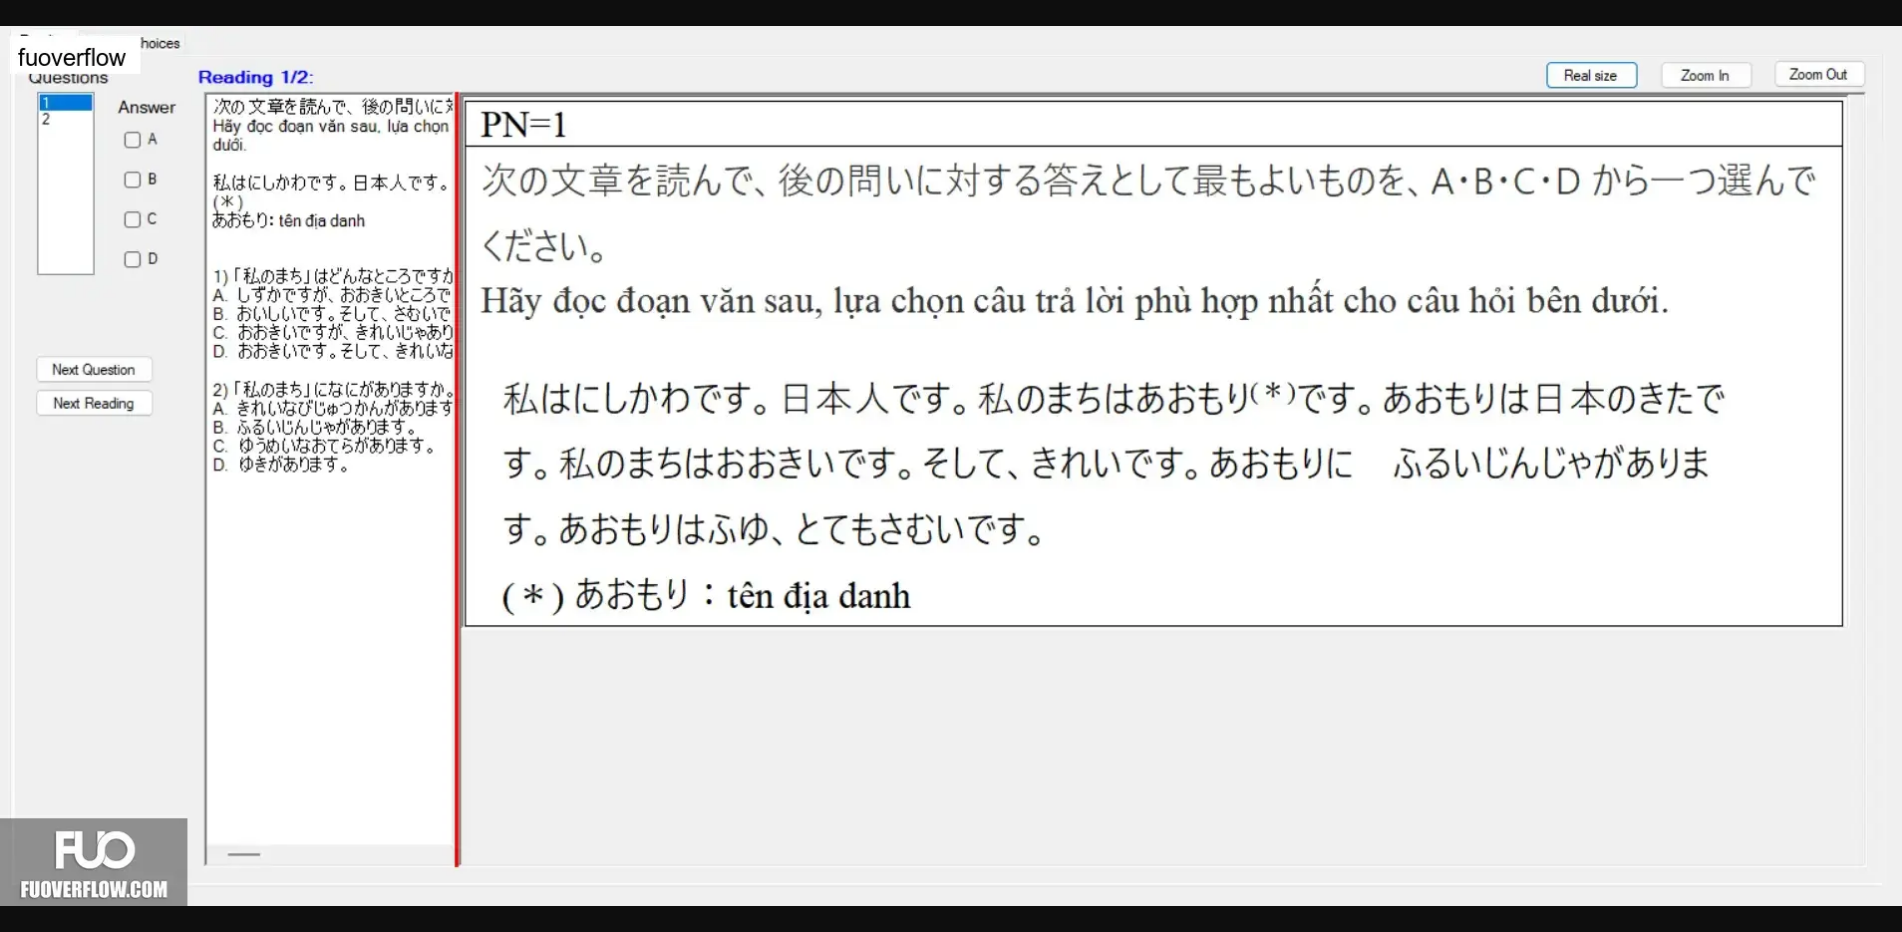 hoices
fuoverflow
Questions
Reading 1/2:
Real size
Zoom In
Zoom Out
1
2
Answer
A
B
C
D
Next Question
Next Reading
次の文章を読んで、後の問いに対
Hãy đọc đoạn văn sau, lựa chọn
dưới.
私はにしかわです。日本人です。
(＊)
あおもり: tên địa danh
1)「私のまち」はどんなところですか
A. しずかですが、おおきいところで
B. おいしいです。そして、さむいで
C. おおきいですが、きれいじゃあり
D. おおきいです。そして、きれいな
2)「私のまち」になにがありますか。
A. きれいなびじゅつかんがあります
B. ふるいじんじゃがあります。
C. ゆうめいなおてらがあります。
D. ゆきがあります。
PN=1
次の文章を読んで、後の問いに対する答えとして最もよいものを、A・B・C・D から一つ選んで
ください。
Hãy đọc đoạn văn sau, lựa chọn câu trả lời phù hợp nhất cho câu hỏi bên dưới.
私はにしかわです。日本人です。私のまちはあおもり(＊)です。あおもりは日本のきたで
す。私のまちはおおきいです。そして、きれいです。あおもりに　ふるいじんじゃがありま
す。あおもりはふゆ、とてもさむいです。
(＊) あおもり：tên địa danh
FUO
FUOVERFLOW.COM